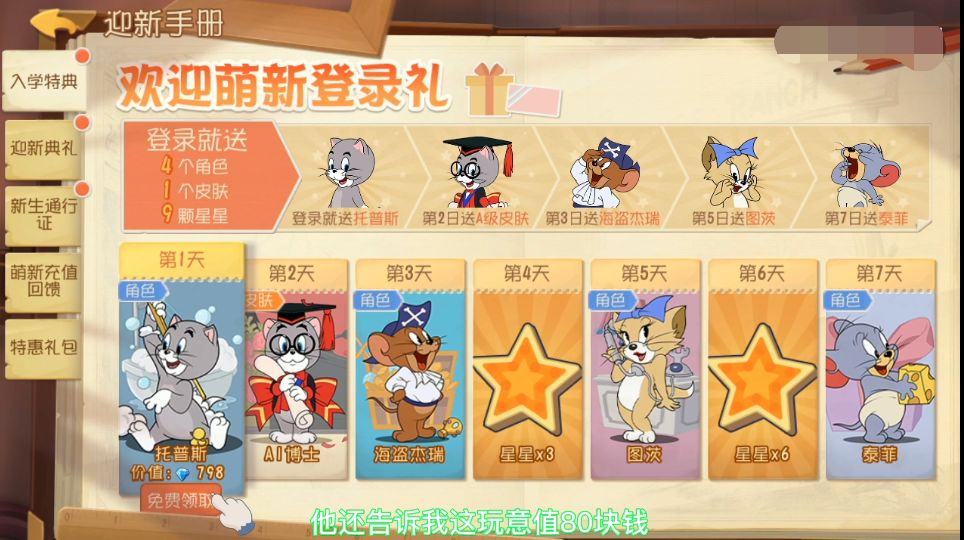 迎新手册
入学特典
迎新典礼
新生通行
证
萌新充值
回馈
特惠礼包
欢迎萌新登录礼
登录就送
4个角色
1个皮肤
9颗星星
登录就送托普斯
第2日送A级皮肤
第3日送海盗杰瑞
第5日送图茨
第7日送泰菲
第1天
角色
托普斯
价值：798
免费领取
第2天
皮肤
AI博士
第3天
角色
海盗杰瑞
第4天
星星x3
第5天
角色
图茨
第6天
星星x6
第7天
角色
泰菲
他还告诉我这玩意值80块钱